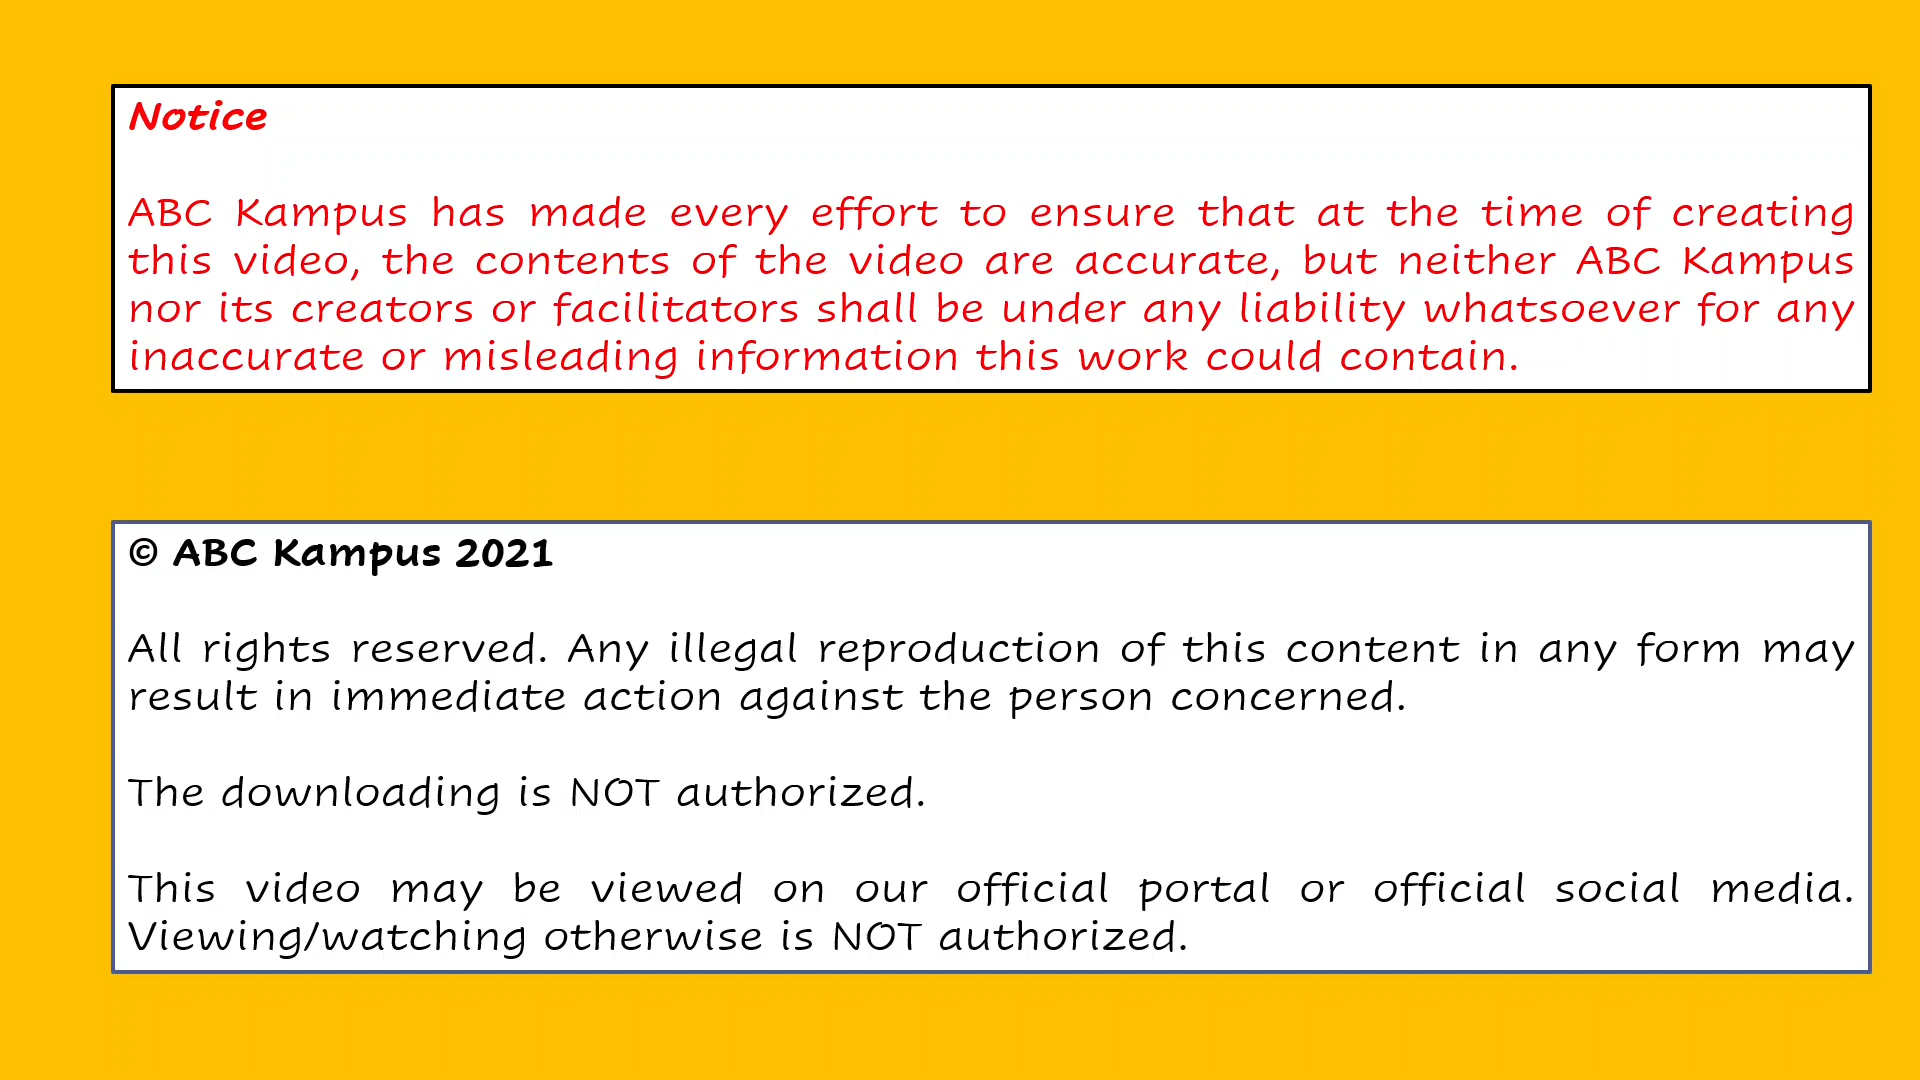 Notice
ABC Kampus has made every effort to ensure that at the time of creating
this video, the contents of the video are accurate, but neither ABC Kampus
nor its creators or facilitators shall be under any liability whatsoever for any
inaccurate or misleading information this work could contain.
© ABC Kampus 2021
All rights reserved. Any illegal reproduction of this content in any form may
result in immediate action against the person concerned.
The downloading is NOT authorized.
This video may be viewed on our official portal or official social media.
Viewing/watching otherwise is NOT authorized.